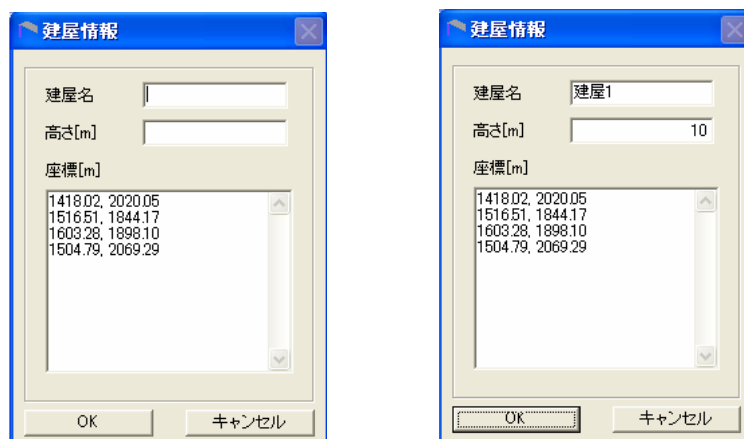 建屋情報
建屋名
高さ[m]
座標[m]
1418.02, 2020.05
1516.51, 1844.17
1603.28, 1898.10
1504.79, 2069.29
OK キャンセル
建屋情報
建屋名 建屋1
高さ[m] 10
座標[m]
1418.02, 2020.05
1516.51, 1844.17
1603.28, 1898.10
1504.79, 2069.29
OK キャンセル